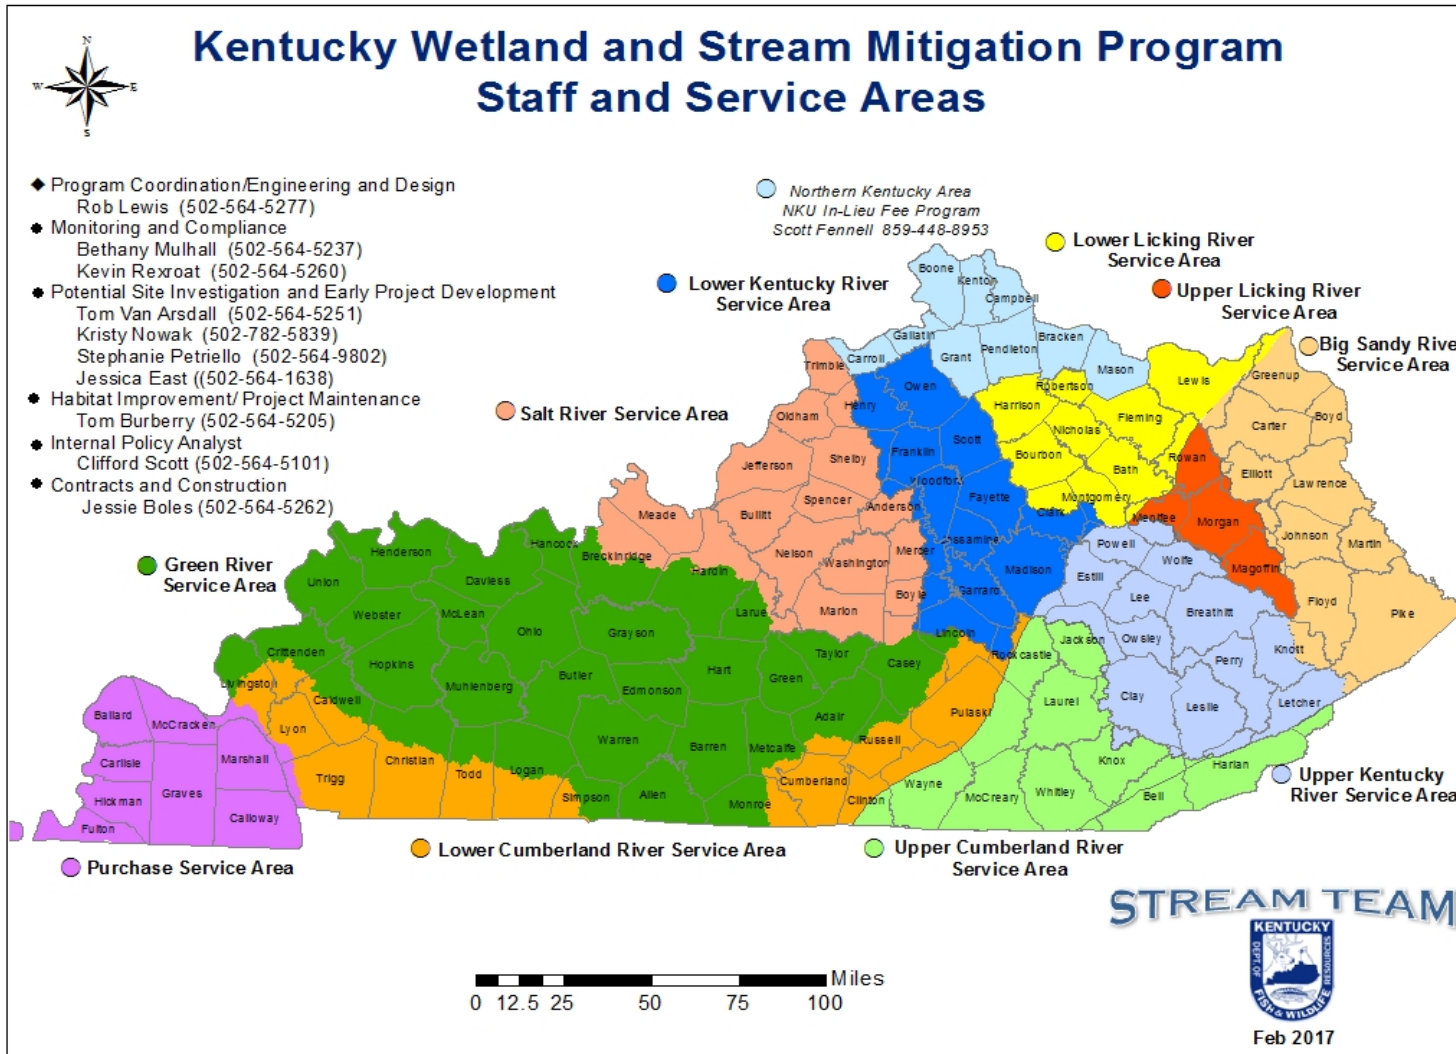 Kentucky Wetland and Stream Mitigation Program
Staff and Service Areas
N
W
E
S
Program Coordination/Engineering and Design
Rob Lewis (502-564-5277)
Monitoring and Compliance
Bethany Mulhall (502-564-5237)
Kevin Rexroat (502-564-5260)
Potential Site Investigation and Early Project Development
Tom Van Arsdall (502-564-5251)
Kristy Nowak (502-782-5839)
Stephanie Petriello (502-564-9802)
Jessica East ((502-564-1638)
Habitat Improvement/ Project Maintenance
Tom Burberry (502-564-5205)
Internal Policy Analyst
Clifford Scott (502-564-5101)
Contracts and Construction
Jessie Boles (502-564-5262)
Northern Kentucky Area
NKU In-Lieu Fee Program
Scott Fennell 859-448-8953
Lower Licking River
Service Area
Lower Kentucky River
Service Area
Upper Licking River
Service Area
Big Sandy Rive
Service Area
Salt River Service Area
Green River
Service Area
Boone
Kenton
Campbell
Gallatin
Carroll
Grant
Pendleton
Bracken
Mason
Trimble
Henry
Owen
Oldham
Harrison
Robertson
Lewis
Greenup
Fleming
Nicholas
Scott
Boyd
Carter
Jefferson
Shelby
Franklin
Bourbon
Bath
Rowan
Elliott
Lawrence
Woodford
Fayette
Montgomery
Meade
Bullitt
Spencer
Anderson
Clark
Menifee
Morgan
Johnson
Martin
Henderson
Hancock
Breckinridge
Hardin
Nelson
Washington
Mercer
essamine
Madison
Powell
Wolfe
Magoffin
Union
Daviess
Estill
Webster
McLean
Larue
Marion
Boyle
Garrard
Lee
Breathitt
Floyd
Pike
Ohio
Grayson
Lincoln
Jackson
Owsley
Crittenden
Hopkins
Taylor
Casey
Rockcastle
Perry
Knott
Livingston
Caldwell
Muhlenberg
Butler
Edmonson
Hart
Green
Laurel
Clay
Leslie
Letcher
Ballard
McCracken
Lyon
Adair
Pulaski
Marshall
Warren
Barren
Metcalfe
Russell
Carlisle
Trigg
Christian
Todd
Logan
Knox
Harlan
Hickman
Graves
Simpson
Allen
Monroe
Cumberland
Clinton
Wayne
McCreary
Whitley
Bell
Fulton
Calloway
Upper Kentucky
River Service Area
Purchase Service Area
Lower Cumberland River Service Area
Upper Cumberland River
Service Area
STREAM TEAM
KENTUCKY
DEPT. OF
FISH & WILDLIFE
RESOURCES
Feb 2017
Miles
0 12.5 25 50 75 100